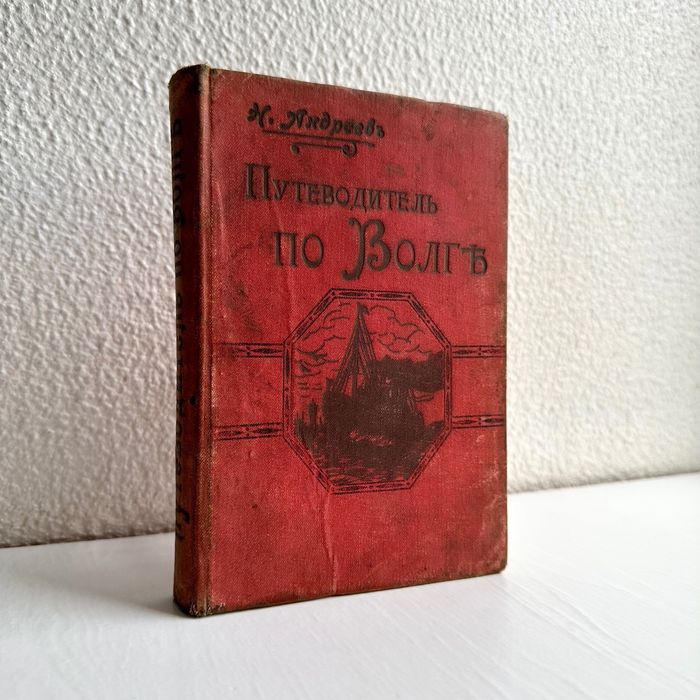 Н. Андреевъ
Путеводитель
по Волгѣ